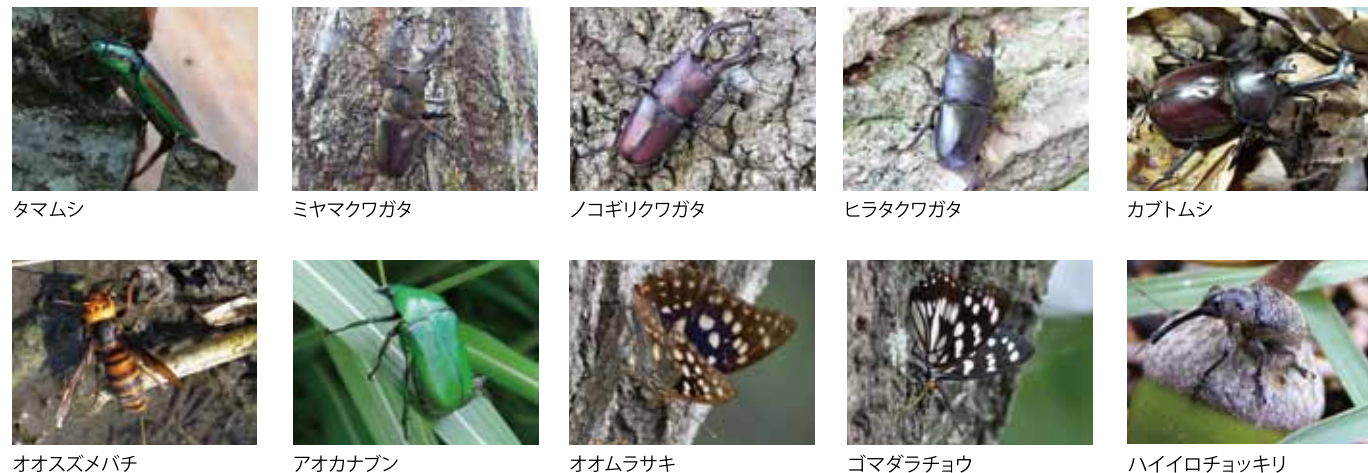 タマムシ
ミヤマクワガタ
ノコギリクワガタ
ヒラタクワガタ
カブトムシ
オオスズメバチ
アオカナブン
オオムラサキ
ゴマダラチョウ
ハイイロチョッキリ